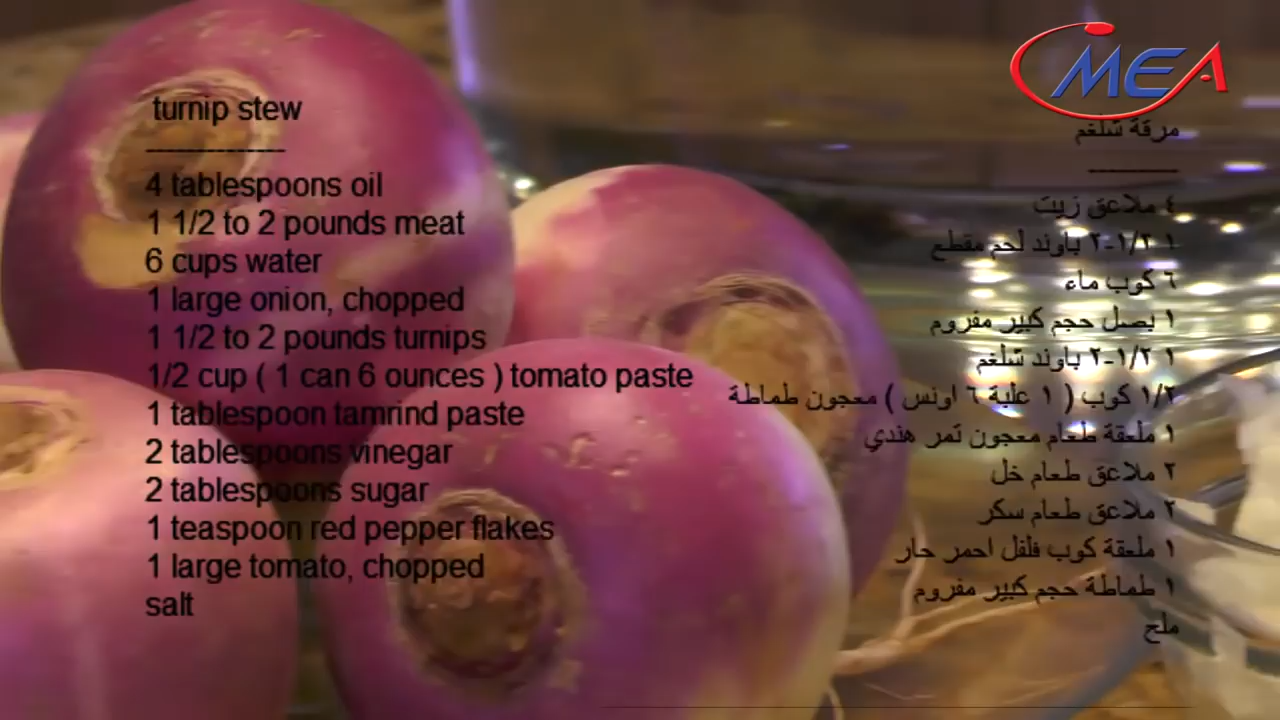 MEA
turnip stew
--------------
4 tablespoons oil
1 1/2 to 2 pounds meat
6 cups water
1 large onion, chopped
1 1/2 to 2 pounds turnips
1/2 cup ( 1 can 6 ounces ) tomato paste
1 tablespoon tamrind paste
2 tablespoons vinegar
2 tablespoons sugar
1 teaspoon red pepper flakes
1 large tomato, chopped
salt
مرقة شلغم
---------
٤ ملاعق زيت
١ ١/٢-٢ باوند لحم مقطع
٦ كوب ماء
١ بصل حجم كبير مفروم
١ ١/٢-٢ باوند شلغم
١/٢ كوب ( ١ علبة ٦ اونس ) معجون طماطة
١ ملعقة طعام معجون تمر هندي
٢ ملاعق طعام خل
٢ ملاعق طعام سكر
١ ملعقة كوب فلفل احمر حار
١ طماطة حجم كبير مفروم
ملح